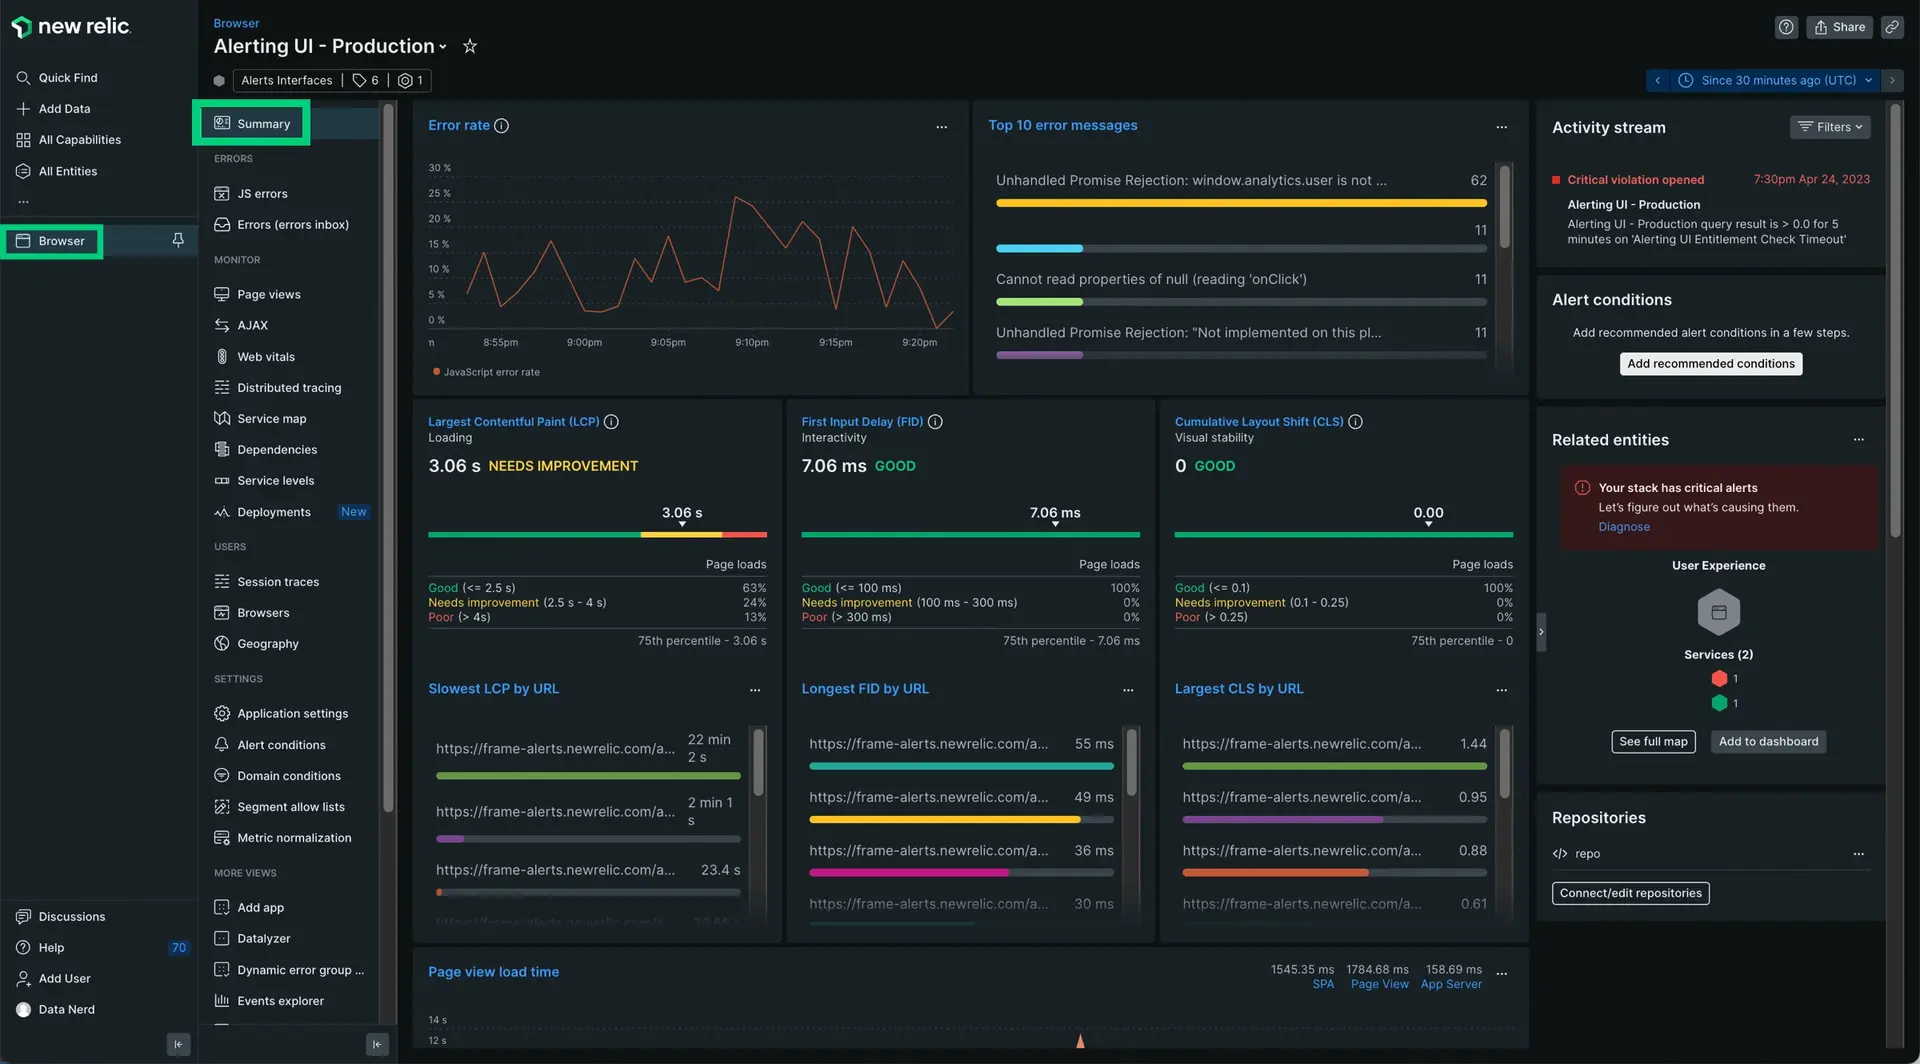 new relic
Quick Find
Add Data
All Capabilities
All Entities
...
Browser
Discussions
Help 70
Add User
Data Nerd
Browser
Alerting UI - Production
Alerts Interfaces | 6 | 1
Share
Since 30 minutes ago (UTC)
Summary
ERRORS
JS errors
Errors (errors inbox)
MONITOR
Page views
AJAX
Web vitals
Distributed tracing
Service map
Dependencies
Service levels
Deployments New
USERS
Session traces
Browsers
Geography
SETTINGS
Application settings
Alert conditions
Domain conditions
Segment allow lists
Metric normalization
MORE VIEWS
Add app
Datalyzer
Dynamic error group ...
Events explorer
Error rate
...
30 %
25 %
20 %
15 %
10 %
5 %
0 %
m 8:55pm 9:00pm 9:05pm 9:10pm 9:15pm 9:20pm
JavaScript error rate
Top 10 error messages
...
Unhandled Promise Rejection: window.analytics.user is not ... 62
11
Cannot read properties of null (reading 'onClick') 11
Unhandled Promise Rejection: "Not implemented on this pl... 11
Largest Contentful Paint (LCP)
Loading
3.06 s NEEDS IMPROVEMENT
3.06 s
Page loads
Good (<= 2.5 s) 63%
Needs improvement (2.5 s - 4 s) 24%
Poor (> 4s) 13%
75th percentile - 3.06 s
First Input Delay (FID)
Interactivity
7.06 ms GOOD
7.06 ms
Page loads
Good (<= 100 ms) 100%
Needs improvement (100 ms - 300 ms) 0%
Poor (> 300 ms) 0%
75th percentile - 7.06 ms
Cumulative Layout Shift (CLS)
Visual stability
0 GOOD
0.00
Page loads
Good (<= 0.1) 100%
Needs improvement (0.1 - 0.25) 0%
Poor (> 0.25) 0%
75th percentile - 0
Slowest LCP by URL
...
https://frame-alerts.newrelic.com/a... 22 min
2 s
https://frame-alerts.newrelic.com/a... 2 min 1
s
https://frame-alerts.newrelic.com/a... 23.4 s
Longest FID by URL
...
https://frame-alerts.newrelic.com/a... 55 ms
https://frame-alerts.newrelic.com/a... 49 ms
https://frame-alerts.newrelic.com/a... 36 ms
https://frame-alerts.newrelic.com/a... 30 ms
Largest CLS by URL
...
https://frame-alerts.newrelic.com/a... 1.44
https://frame-alerts.newrelic.com/a... 0.95
https://frame-alerts.newrelic.com/a... 0.88
https://frame-alerts.newrelic.com/a... 0.61
Page view load time
1545.35 ms 1784.68 ms 158.69 ms
...
SPA Page View App Server
14 s
12 s
Activity stream
Filters
Critical violation opened 7:30pm Apr 24, 2023
Alerting UI - Production
Alerting UI - Production query result is > 0.0 for 5
minutes on 'Alerting UI Entitlement Check Timeout'
Alert conditions
Add recommended alert conditions in a few steps.
Add recommended conditions
Related entities
...
Your stack has critical alerts
Let's figure out what's causing them.
Diagnose
User Experience
Services (2)
1
1
See full map
Add to dashboard
Repositories
</> repo
...
Connect/edit repositories